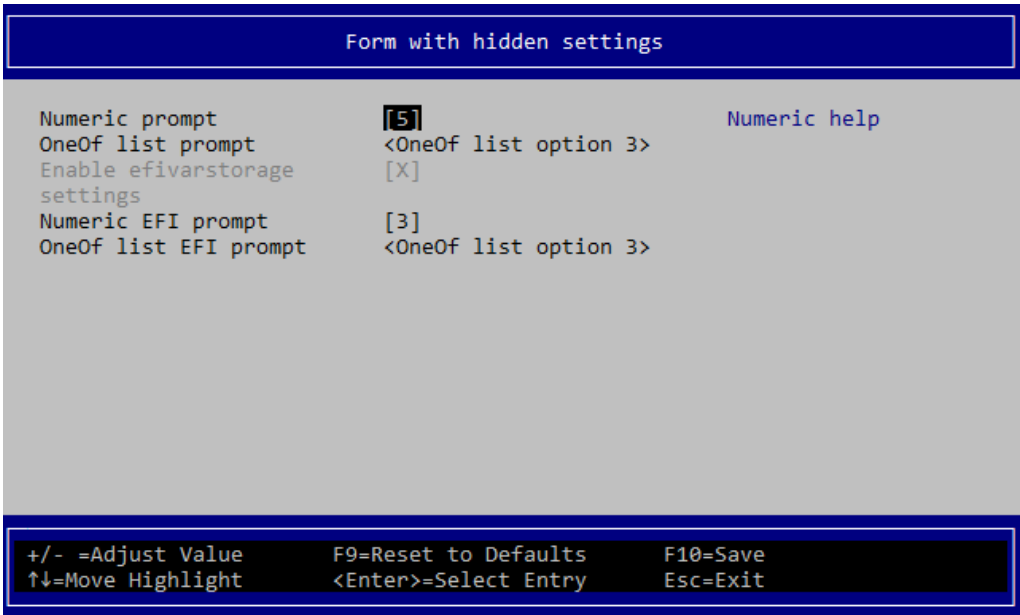 Form with hidden settings
Numeric prompt [5] Numeric help
OneOf list prompt <OneOf list option 3>
Enable efivarstorage [X]
settings
Numeric EFI prompt [3]
OneOf list EFI prompt <OneOf list option 3>
+/- =Adjust Value F9=Reset to Defaults F10=Save
↑↓=Move Highlight <Enter>=Select Entry Esc=Exit